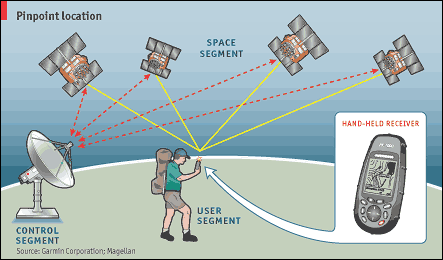 Pinpoint location
SPACE
SEGMENT
HAND-HELD RECEIVER
USER
SEGMENT
CONTROL
SEGMENT
Source: Garmin Corporation; Magellan